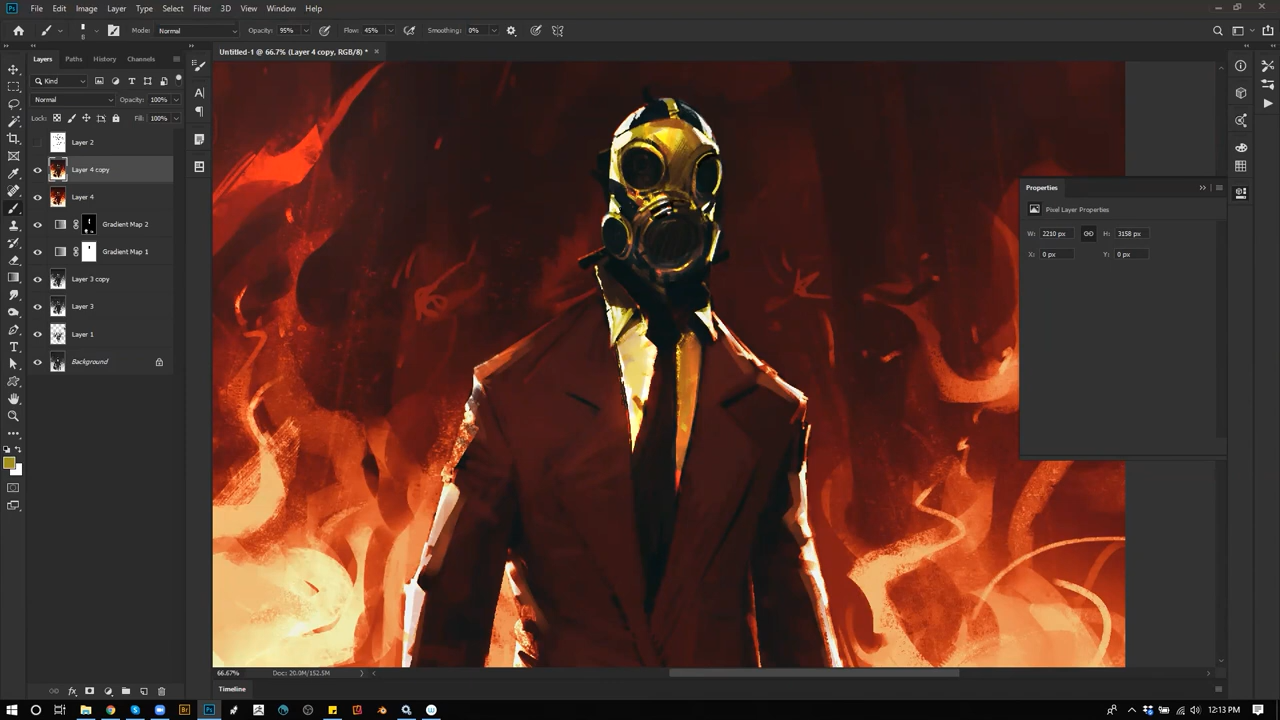 Ps File Edit Image Layer Type Select Filter 3D View Window Help
Mode: Normal Opacity: 95% Flow: 45% Smoothing: 0%
Layers Paths History Channels
Untitled-1 @ 66.7% (Layer 4 copy, RGB/8) *
Kind
Normal Opacity: 100%
Lock: Fill: 100%
Layer 2
Layer 4 copy
Layer 4
Gradient Map 2
Gradient Map 1
Layer 3 copy
Layer 3
Layer 1
Background
Properties
Pixel Layer Properties
W: 2210 px H: 3158 px
X: 0 px Y: 0 px
66.67% Doc: 20.0M/152.5M
Timeline
Br Ps 12:13 PM